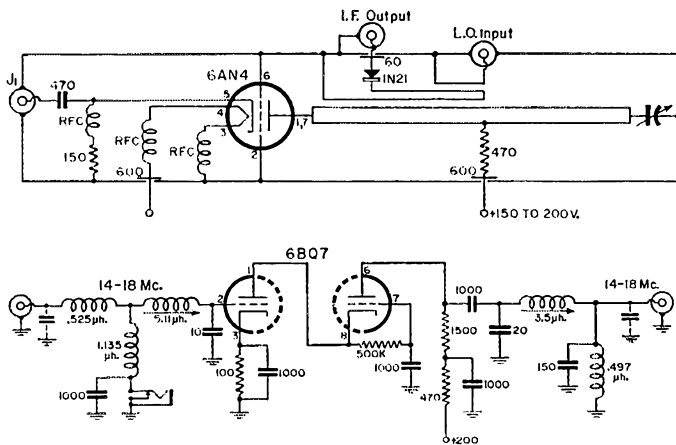 I.F. Output
L.O. Input
J1
470
6AN4
6
60
1N21
5
4
3
1,7
2
RFC
RFC
RFC
150
600
470
600
+150 TO 200V.
6BQ7
14-18 Mc.
1
6
1000
14-18 Mc.
.525µh.
5.11µh.
2
7
3.5µh.
10
3
8
1500
20
1.135 µh.
500K
100
1000
1000
470
1000
150
.497 µh.
1000
+200